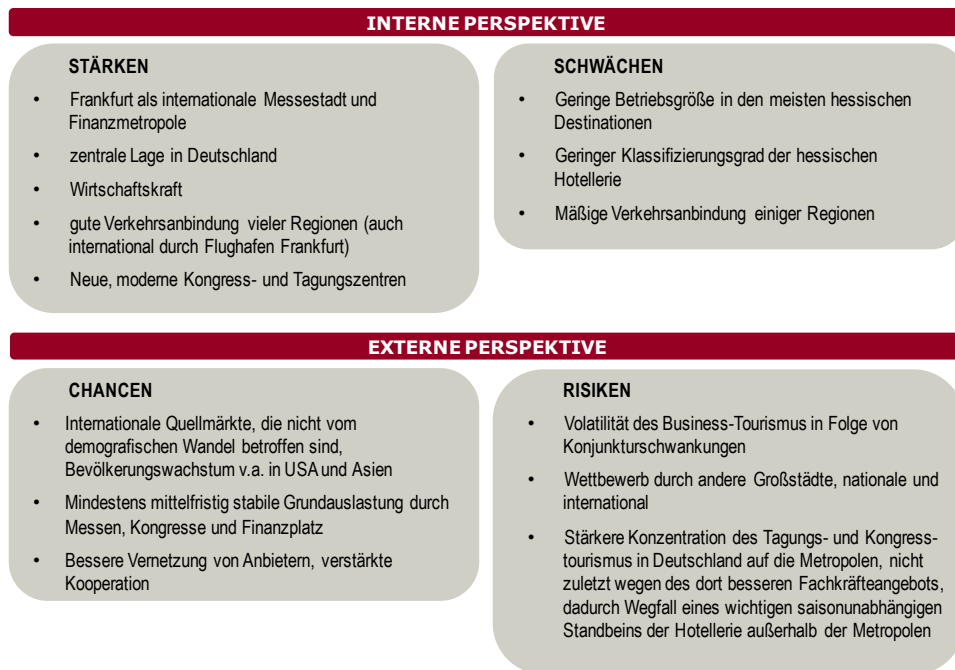 INTERNE PERSPEKTIVE
STÄRKEN
• Frankfurt als internationale Messestadt und
Finanzmetropole
• zentrale Lage in Deutschland
• Wirtschaftskraft
• gute Verkehrsanbindung vieler Regionen (auch
international durch Flughafen Frankfurt)
• Neue, moderne Kongress- und Tagungszentren
SCHWÄCHEN
• Geringe Betriebsgröße in den meisten hessischen
Destinationen
• Geringer Klassifizierungsgrad der hessischen
Hotellerie
• Mäßige Verkehrsanbindung einiger Regionen
EXTERNE PERSPEKTIVE
CHANCEN
• Internationale Quellmärkte, die nicht vom
demografischen Wandel betroffen sind,
Bevölkerungswachstum v.a. in USA und Asien
• Mindestens mittelfristig stabile Grundauslastung durch
Messen, Kongresse und Finanzplatz
• Bessere Vernetzung von Anbietern, verstärkte
Kooperation
RISIKEN
• Volatilität des Business-Tourismus in Folge von
Konjunkturschwankungen
• Wettbewerb durch andere Großstädte, nationale und
international
• Stärkere Konzentration des Tagungs- und Kongress-
tourismus in Deutschland auf die Metropolen, nicht
zuletzt wegen des dort besseren Fachkräfteangebots,
dadurch Wegfall eines wichtigen saisonunabhängigen
Standbeins der Hotellerie außerhalb der Metropolen